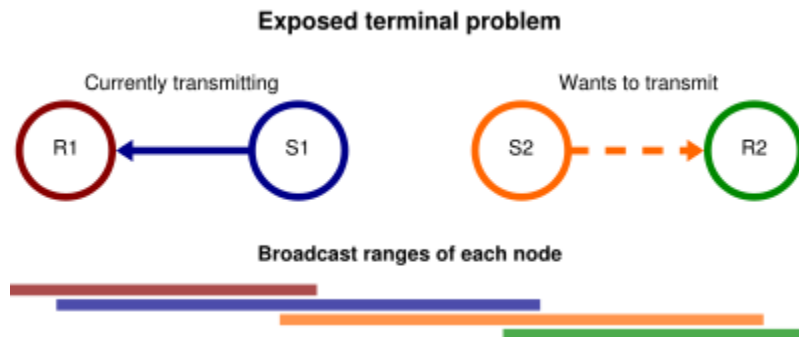 Exposed terminal problem
Currently transmitting
Wants to transmit
R1
S1
S2
R2
Broadcast ranges of each node